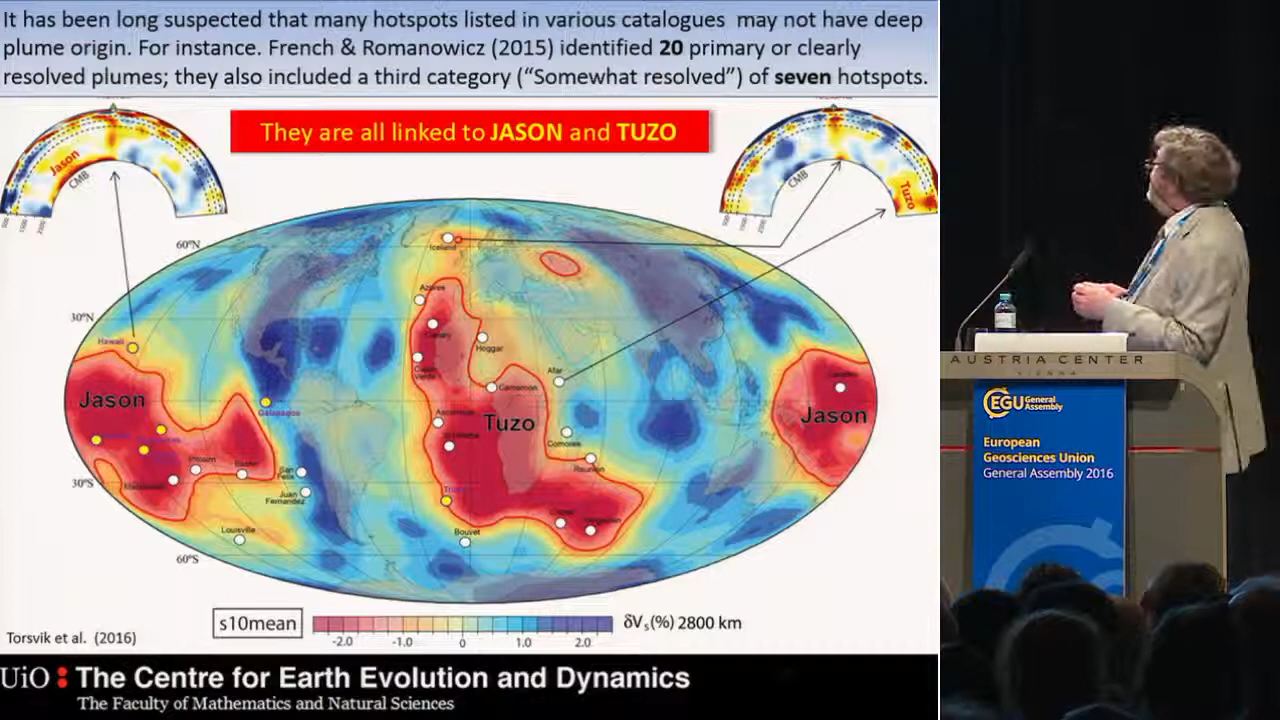 It has been long suspected that many hotspots listed in various catalogues may not have deep
plume origin. For instance. French & Romanowicz (2015) identified 20 primary or clearly
resolved plumes; they also included a third category ("Somewhat resolved") of seven hotspots.
They are all linked to JASON and TUZO
Jason
CMB
CMB
Tuzo
60°N
Iceland
Azores
30°N
Hawaii
Canary
Hoggar
Cape
Verde
Afar
Cameroon
Jason
Galapagos
Ascension
Tuzo
Jason
Comores
Pitcairn
Easter
San
Felix
Reunion
30°S
Macdonald
Juan
Fernandez
Louisville
Bouvet
60°S
s10mean
-2.0
-1.0
0
1.0
2.0
δVs(%) 2800 km
Torsvik et al. (2016)
UiO : The Centre for Earth Evolution and Dynamics
The Faculty of Mathematics and Natural Sciences
AUSTRIA CENTER
VIENNA
EGU General
Assembly
European
Geosciences Union
General Assembly 2016